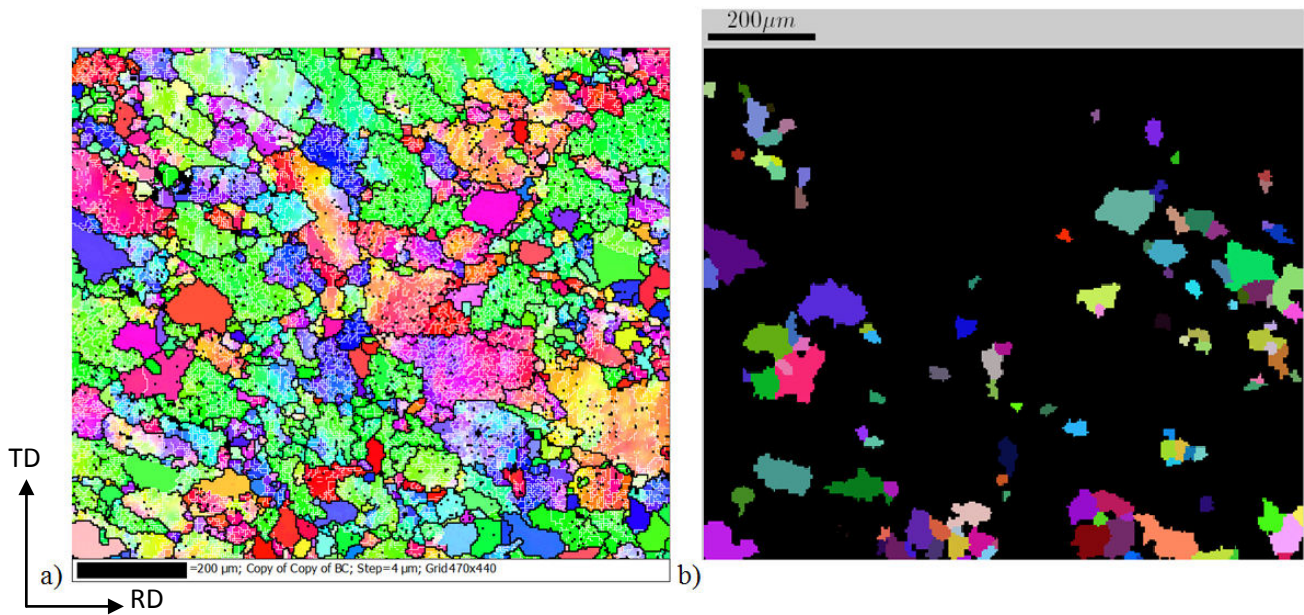 200μm
TD
a)
=200 µm; Copy of Copy of BC; Step=4 µm; Grid470x440
b)
RD